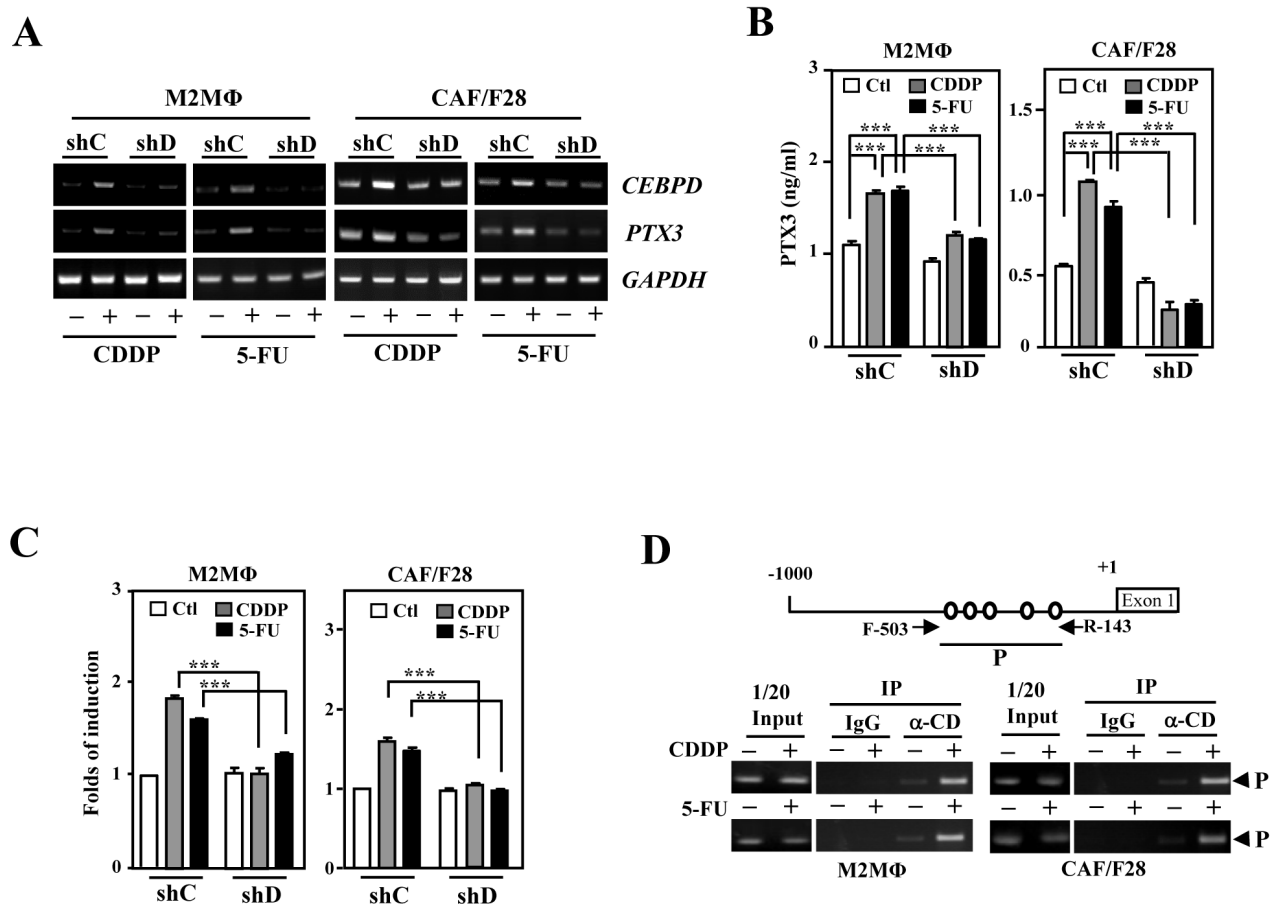 A
M2MΦ CAF/F28
shC shD shC shD shC shD shC shD
CEBPD
PTX3
GAPDH
– + – + – + – + – + – + – + – +
CDDP 5-FU CDDP 5-FU
B
M2MΦ CAF/F28
Ctl CDDP
5-FU
Ctl CDDP
5-FU
*** ***
*** ***
*** ***
*** ***
PTX3 (ng/ml)
3
2
1
0
1.5
1.0
0.5
0
shC shD shC shD
C
M2MΦ CAF/F28
Ctl CDDP
5-FU
Ctl CDDP
5-FU
***
***
***
***
Folds of induction
3
2
1
0
3
2
1
0
shC shD shC shD
D
-1000 +1
Exon 1
F-503 R-143
P
1/20 Input IP 1/20 Input IP
IgG α-CD IgG α-CD
CDDP – + – + – + – + – + – +
P
5-FU – + – + – + – + – + – +
P
M2MΦ CAF/F28